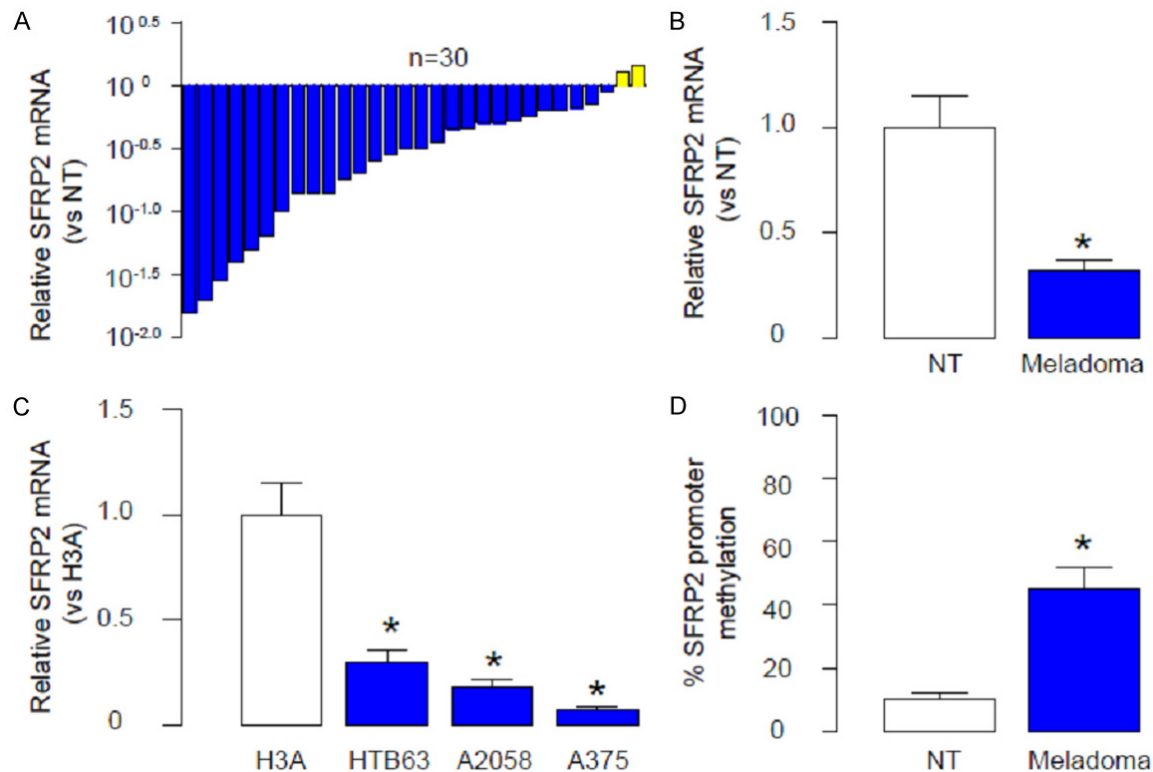 A
Relative SFRP2 mRNA
(vs NT)
10^0.5
10^0
10^-0.5
10^-1.0
10^-1.5
10^-2.0
n=30
B
Relative SFRP2 mRNA
(vs NT)
1.5
1.0
0.5
0
*
NT Meladoma
C
Relative SFRP2 mRNA
(vs H3A)
1.5
1.0
0.5
0
* * *
H3A HTB63 A2058 A375
D
% SFRP2 promoter
methylation
100
80
60
40
20
0
*
NT Meladoma